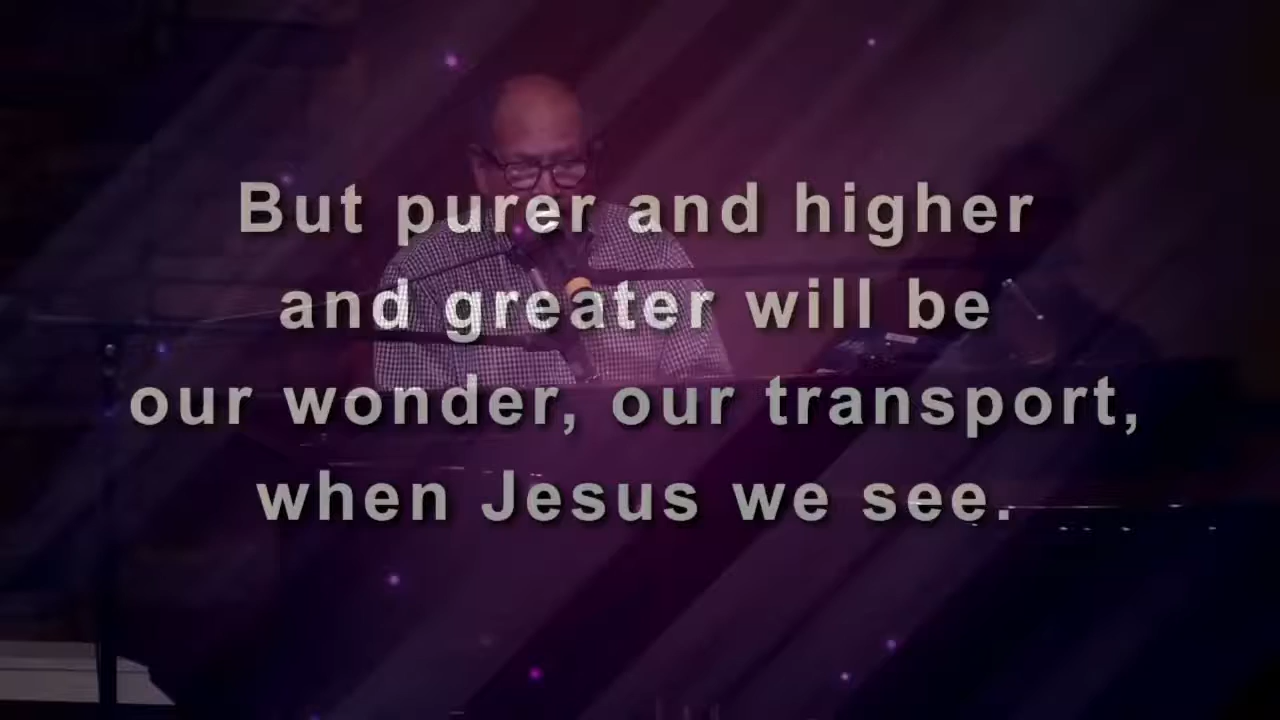 But purer and higher
and greater will be
our wonder, our transport,
when Jesus we see.